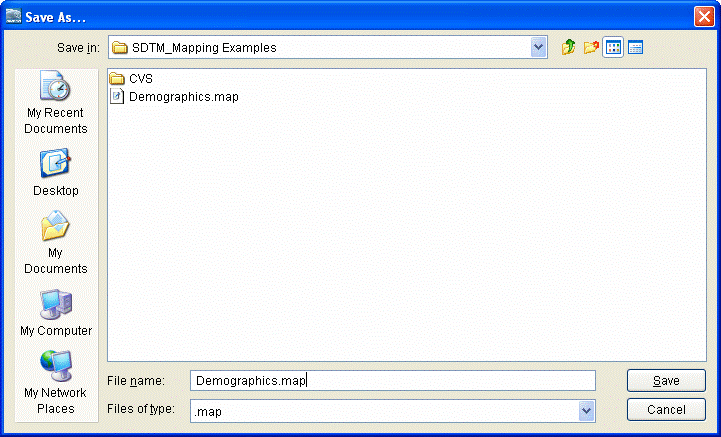 Save As...
Save in:
SDTM_Mapping Examples
My Recent
Documents
Desktop
My
Documents
My Computer
My Network
Places
CVS
Demographics.map
File name:
Demographics.map
Save
Files of type:
.map
Cancel